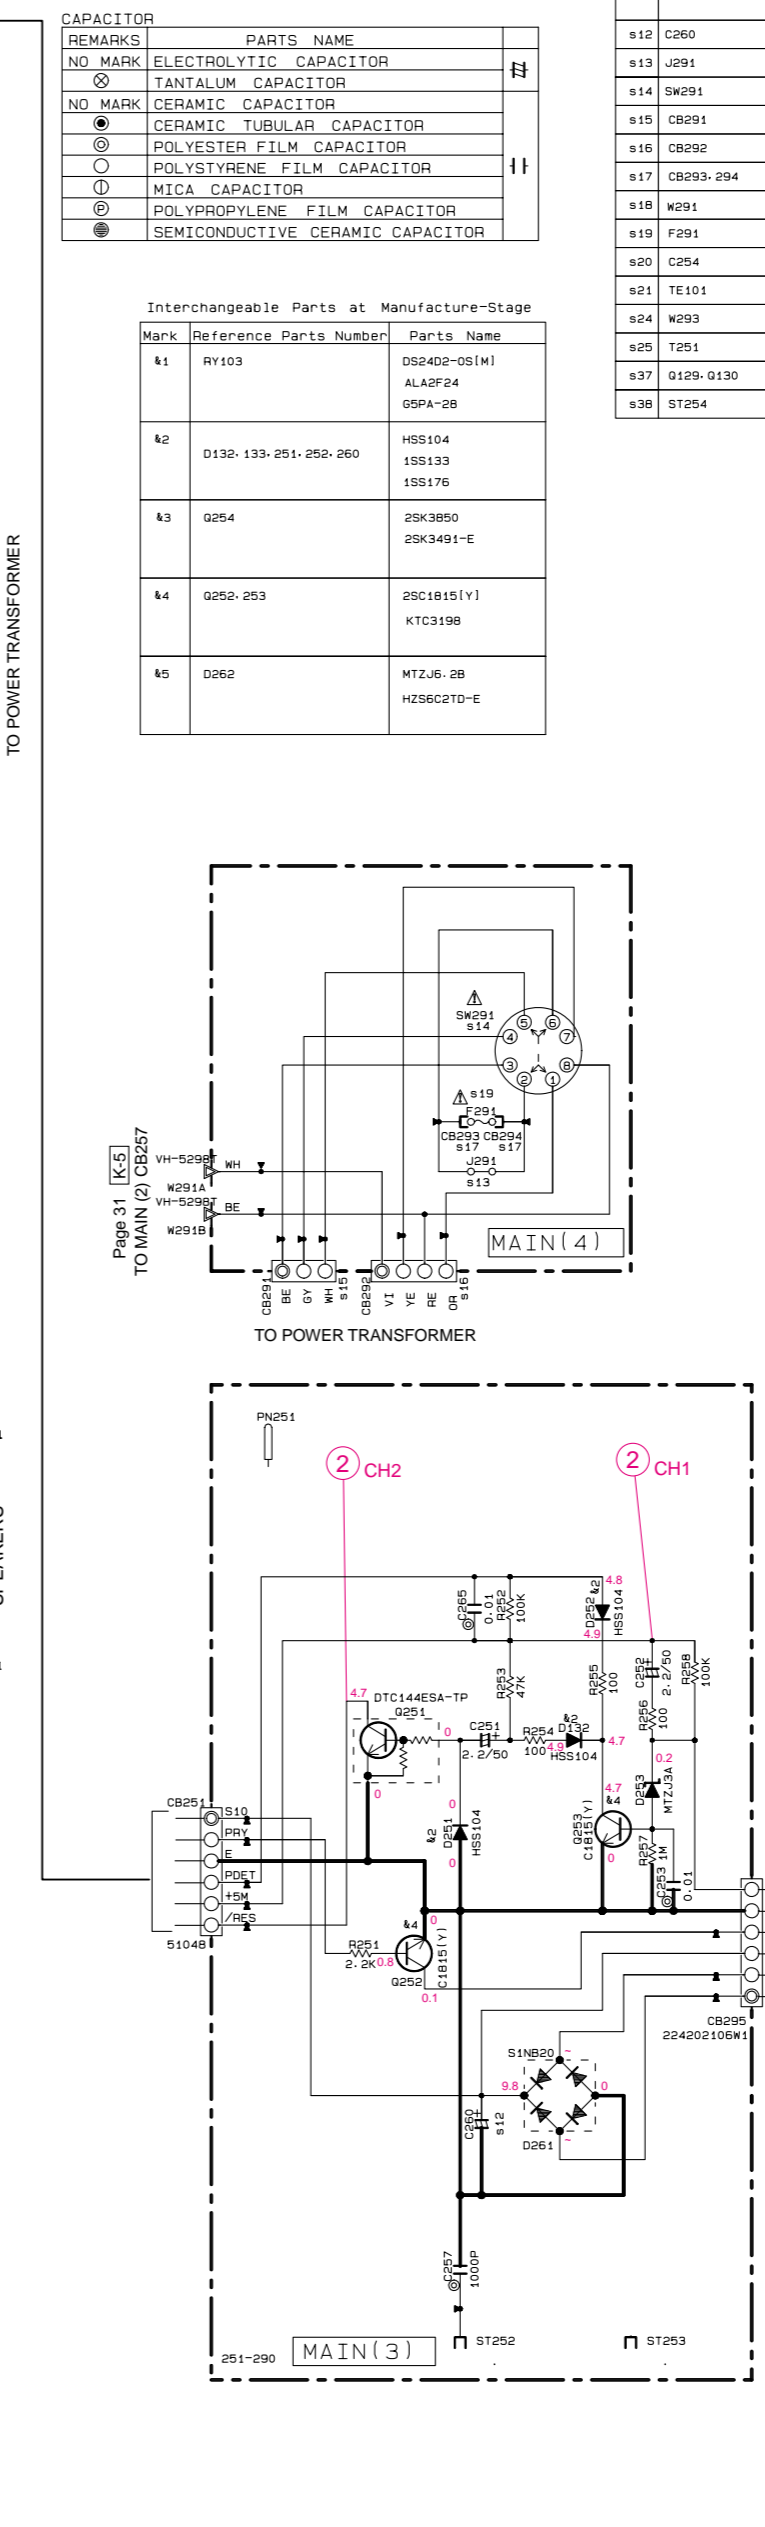 CAPACITOR
REMARKS PARTS NAME
NO MARK ELECTROLYTIC CAPACITOR
TANTALUM CAPACITOR
NO MARK CERAMIC CAPACITOR
CERAMIC TUBULAR CAPACITOR
POLYESTER FILM CAPACITOR
POLYSTYRENE FILM CAPACITOR
MICA CAPACITOR
P POLYPROPYLENE FILM CAPACITOR
SEMICONDUCTIVE CERAMIC CAPACITOR
s12 C260
s13 J291
s14 SW291
s15 CB291
s16 CB292
s17 CB293, 294
s18 W291
s19 F291
s20 C254
s21 TE101
s24 W293
s25 T251
s37 Q129, Q130
s38 ST254
Interchangeable Parts at Manufacture-Stage
Mark Reference Parts Number Parts Name
&1 RY103 DS24D2-OS[M]
ALA2F24
G5PA-28
&2 D132, 133, 251, 252, 260 HSS104
1SS133
1SS176
&3 Q254 2SK3850
2SK3491-E
&4 Q252, 253 2SC1815[Y]
KTC3198
&5 D262 MTZJ6.2B
HZS6C2TD-E
TO POWER TRANSFORMER
SW291
s14
5 6
4 7
3 8
2 1
s19
F291
CB293 CB294
s17 s17
J291
s13
Page 31 K-5
TO MAIN (2) CB257
VH-5298T
WH
W291A
VH-5298T
BE
W291B
MAIN(4)
CB291
BE
GY
WH
s15
CB292
VI
YE
RE
OR
s16
TO POWER TRANSFORMER
SPEAKERS
PN251
2 CH2
2 CH1
4.8
&2
D252
HSS104
4.9
C265
0.01
R252
100K
R253
47K
R255
100
C252
+
2.2/50
R258
100K
R256
100
4.7
DTC144ESA-TP
Q251
0
C251
+
2.2/50
R254
100
4.9
&2
D132
HSS104
4.7
0.2
D253
MTZJ3A
4.7
&4
Q253
C1815(Y)
0
R257
1M
C253
0.01
0
0
&2
D251
HSS104
0
CB251
S10
PRY
E
PDET
+5M
/RES
51048
R251
2.2K
0.8
&4
0
Q252
C1815(Y)
0.1
CB295
224202106W1
S1NB20
~
9.8
0
D261
~
C260
+
s12
C257
1000P
ST252
ST253
251-290
MAIN(3)